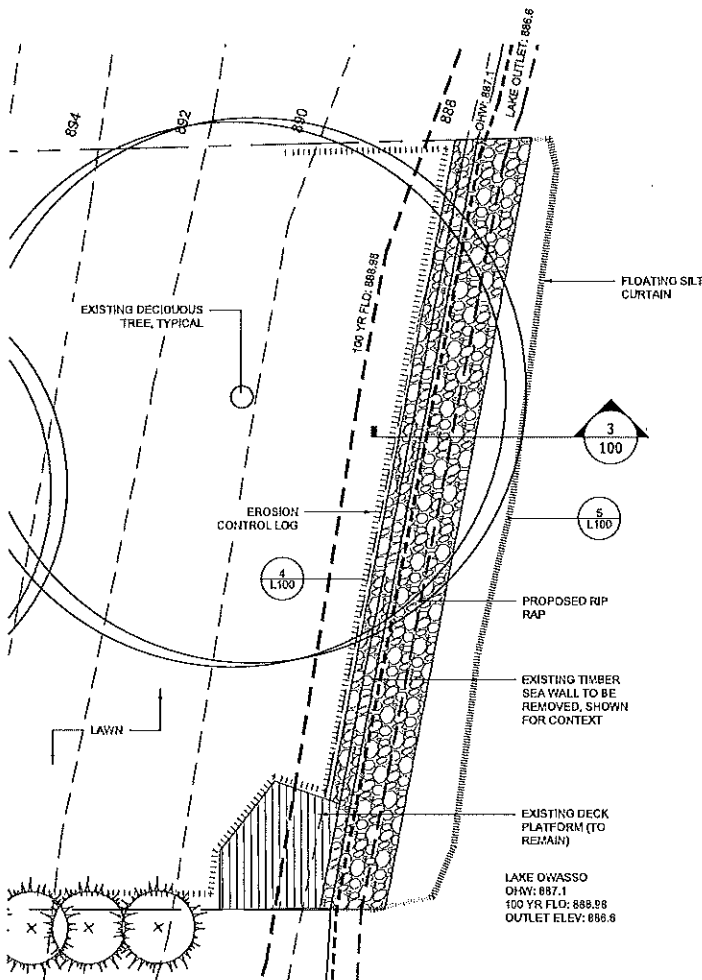 LAKE OUTLET: 886.6
OHW: 887.1
888
890
892
894
FLOATING SILT
CURTAIN
EXISTING DECIDUOUS
TREE, TYPICAL
100 YR FLD: 888.98
3
100
EROSION
CONTROL LOG
5
L100
4
L100
PROPOSED RIP
RAP
EXISTING TIMBER
SEA WALL TO BE
REMOVED, SHOWN
FOR CONTEXT
LAWN
EXISTING DECK
PLATFORM (TO
REMAIN)
LAKE OWASSO
OHW: 887.1
100 YR FLD: 888.98
OUTLET ELEV: 886.6